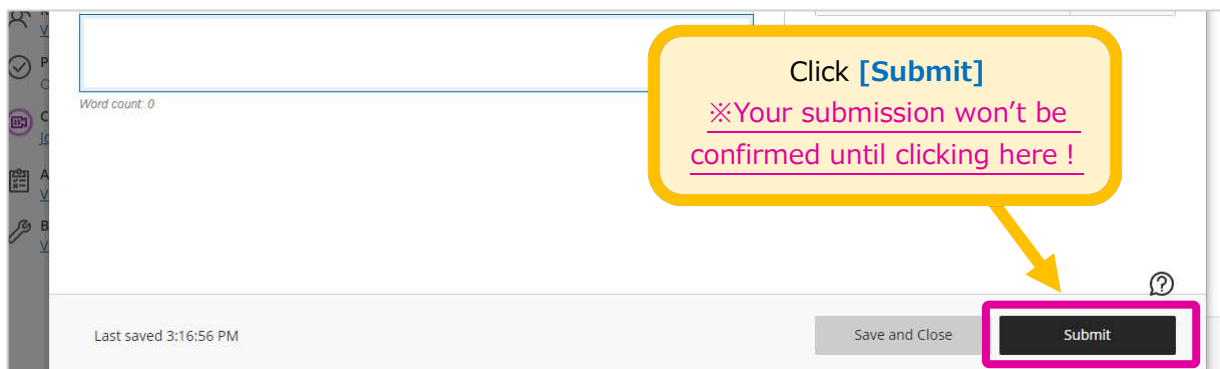 Click [Submit]
※Your submission won't be
confirmed until clicking here !
Word count: 0
Last saved 3:16:56 PM
Save and Close
Submit